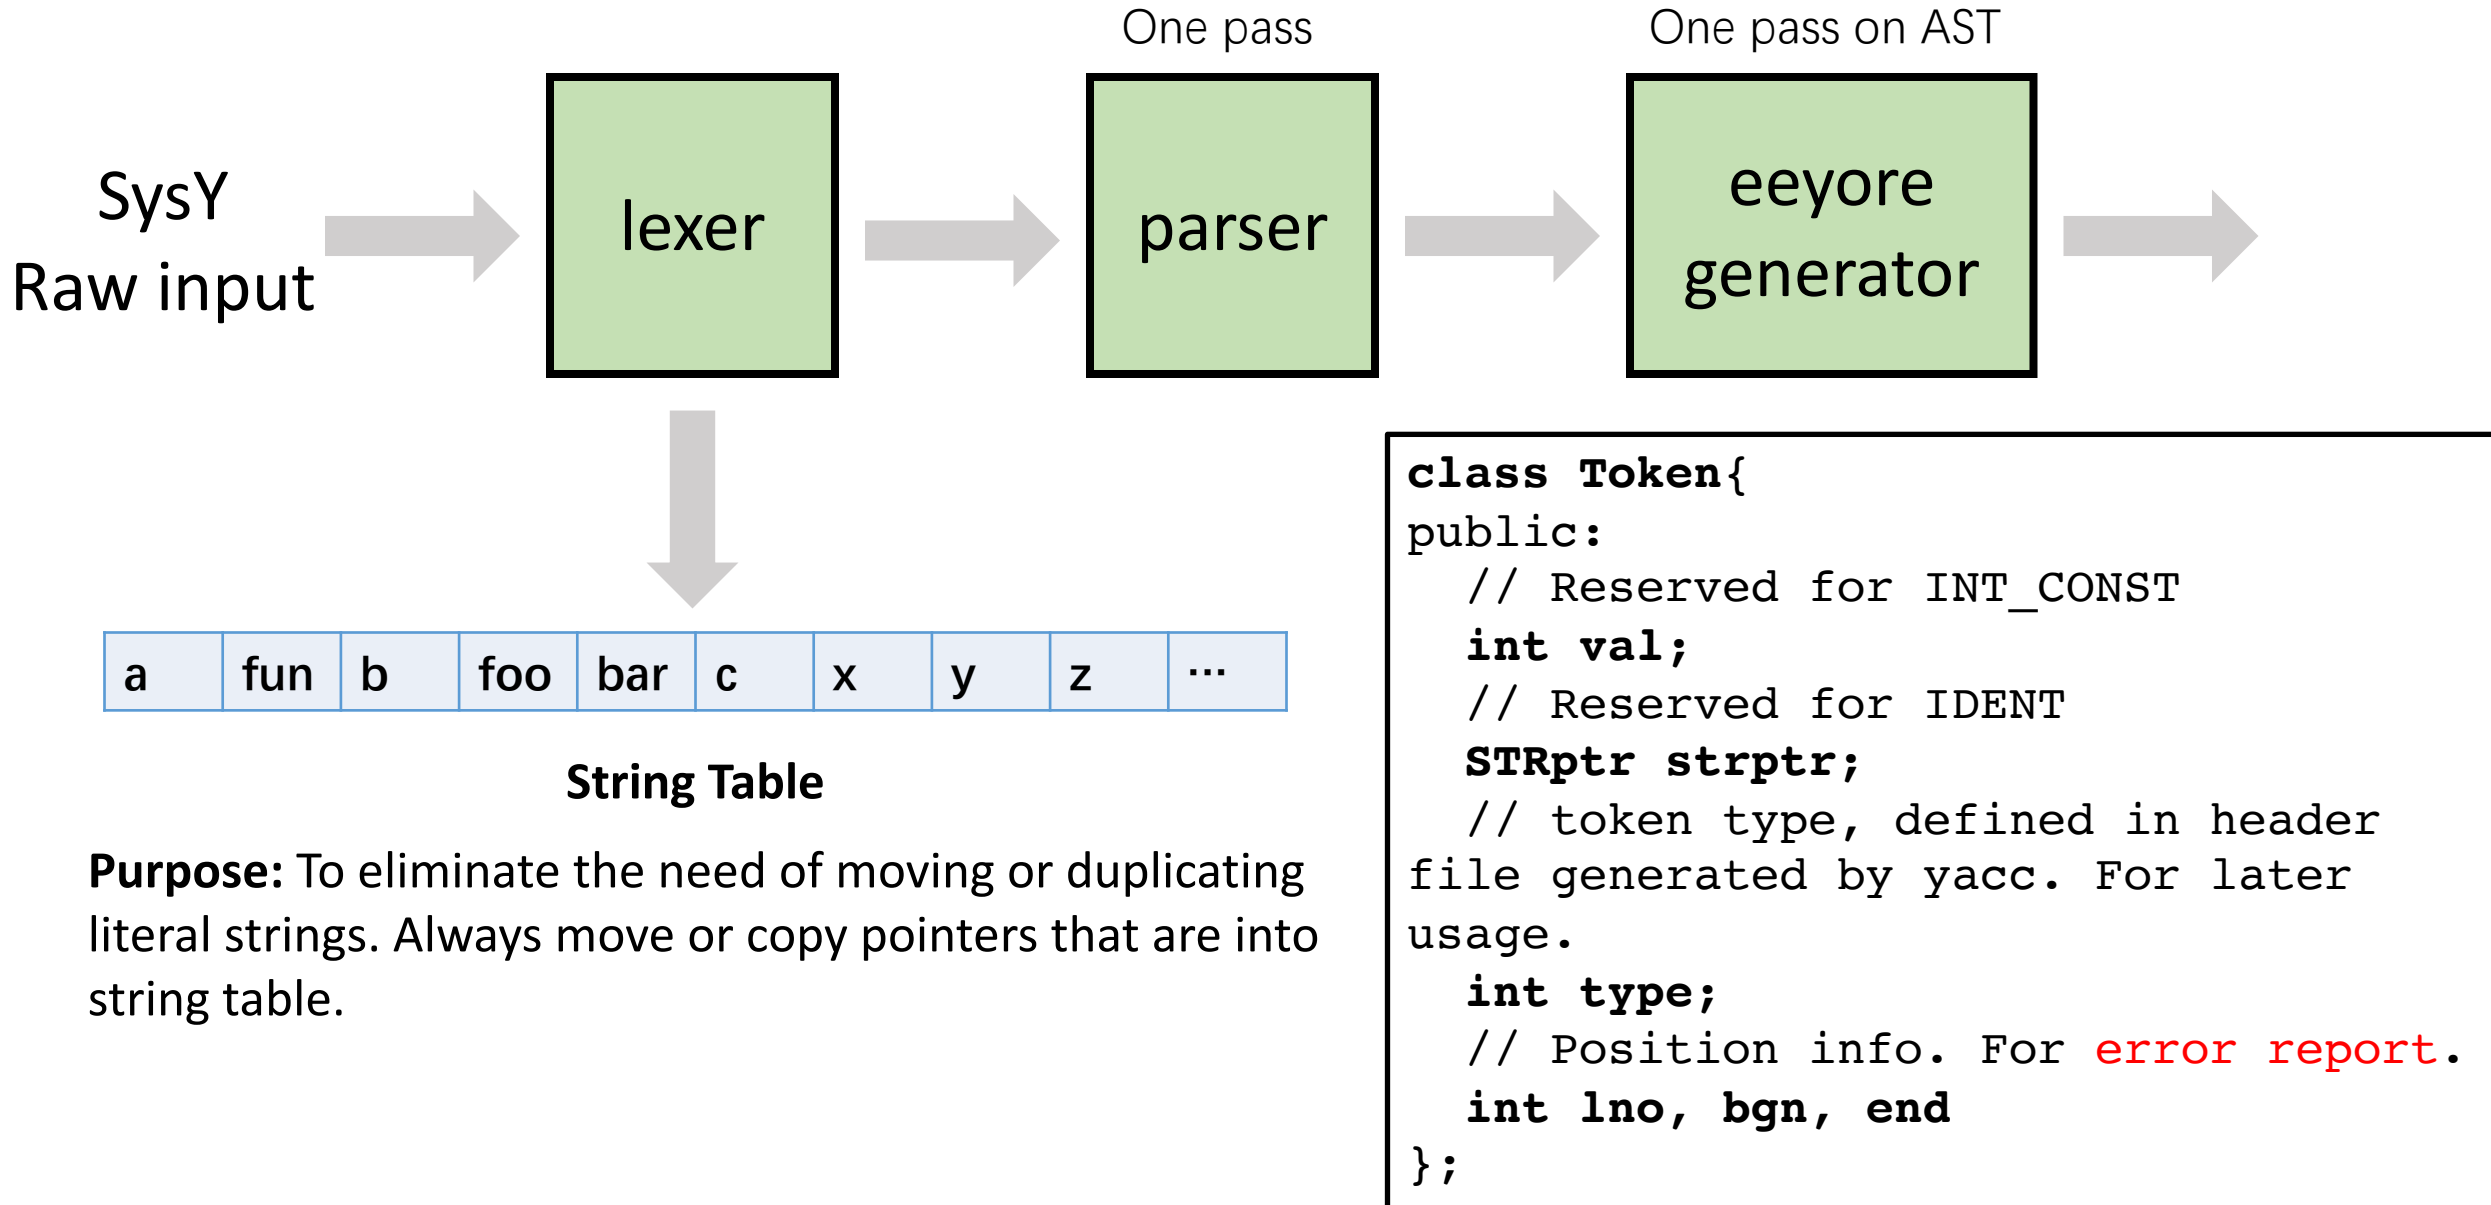 One pass
One pass on AST
SysY
Raw input
lexer
parser
eeyore
generator
a fun b foo bar c x y z ...
String Table
Purpose: To eliminate the need of moving or duplicating
literal strings. Always move or copy pointers that are into
string table.
class Token{
public:
// Reserved for INT_CONST
int val;
// Reserved for IDENT
STRptr strptr;
// token type, defined in header
file generated by yacc. For later
usage.
int type;
// Position info. For error report.
int lno, bgn, end
};